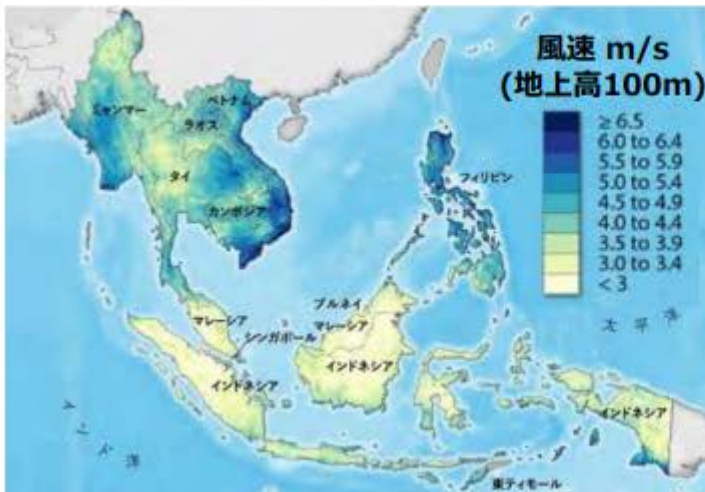 風速 m/s
(地上高100m)
≥ 6.5
6.0 to 6.4
5.5 to 5.9
5.0 to 5.4
4.5 to 4.9
4.0 to 4.4
3.5 to 3.9
3.0 to 3.4
< 3
ミャンマー
ベトナム
ラオス
タイ
カンボジア
フィリピン
ブルネイ
マレーシア
マレーシア
シンガポール
インドネシア
インドネシア
インドネシア
東ティモール
太平洋
インド洋